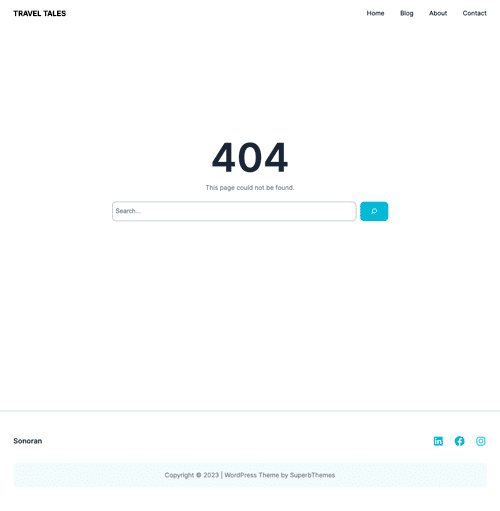 TRAVEL TALES
Home Blog About Contact
404
This page could not be found.
Search...
Sonoran
Copyright © 2023 | WordPress Theme by SuperbThemes